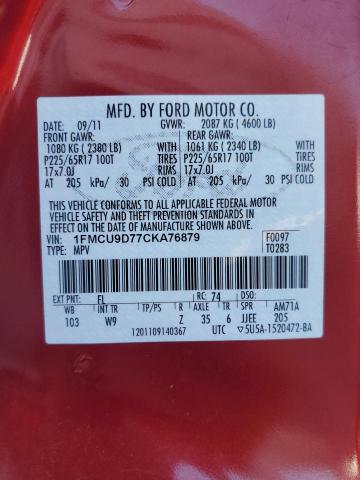 MFD. BY FORD MOTOR CO.
DATE: 09/11 GVWR: 2087 KG (4600 LB)
FRONT GAWR: REAR GAWR:
1080 KG (2380 LB) 1061 KG (2340 LB)
P225/65R17 100T TIRES P225/65R17 100T
17x7.0J RIMS 17x7.0J
AT 205 kPa/ 30 PSI COLD AT 205 kPa/ 30 PSI COLD
THIS VEHICLE CONFORMS TO ALL APPLICABLE FEDERAL MOTOR
VEHICLE SAFETY AND THEFT PREVENTION STANDARDS IN
EFFECT ON THE DATE OF MANUFACTURE SHOWN ABOVE.
VIN: 1FMCU9D77CKA76879 F0097
TYPE: MPV T0283
EXT PNT: FL RC: 74 DSO:
WB INT TR TP/PS R AXLE TR SPR AM71A
103 W9 Z 35 6 JJEE 205
1201109140367 UTC 5U5A-1520472-BA